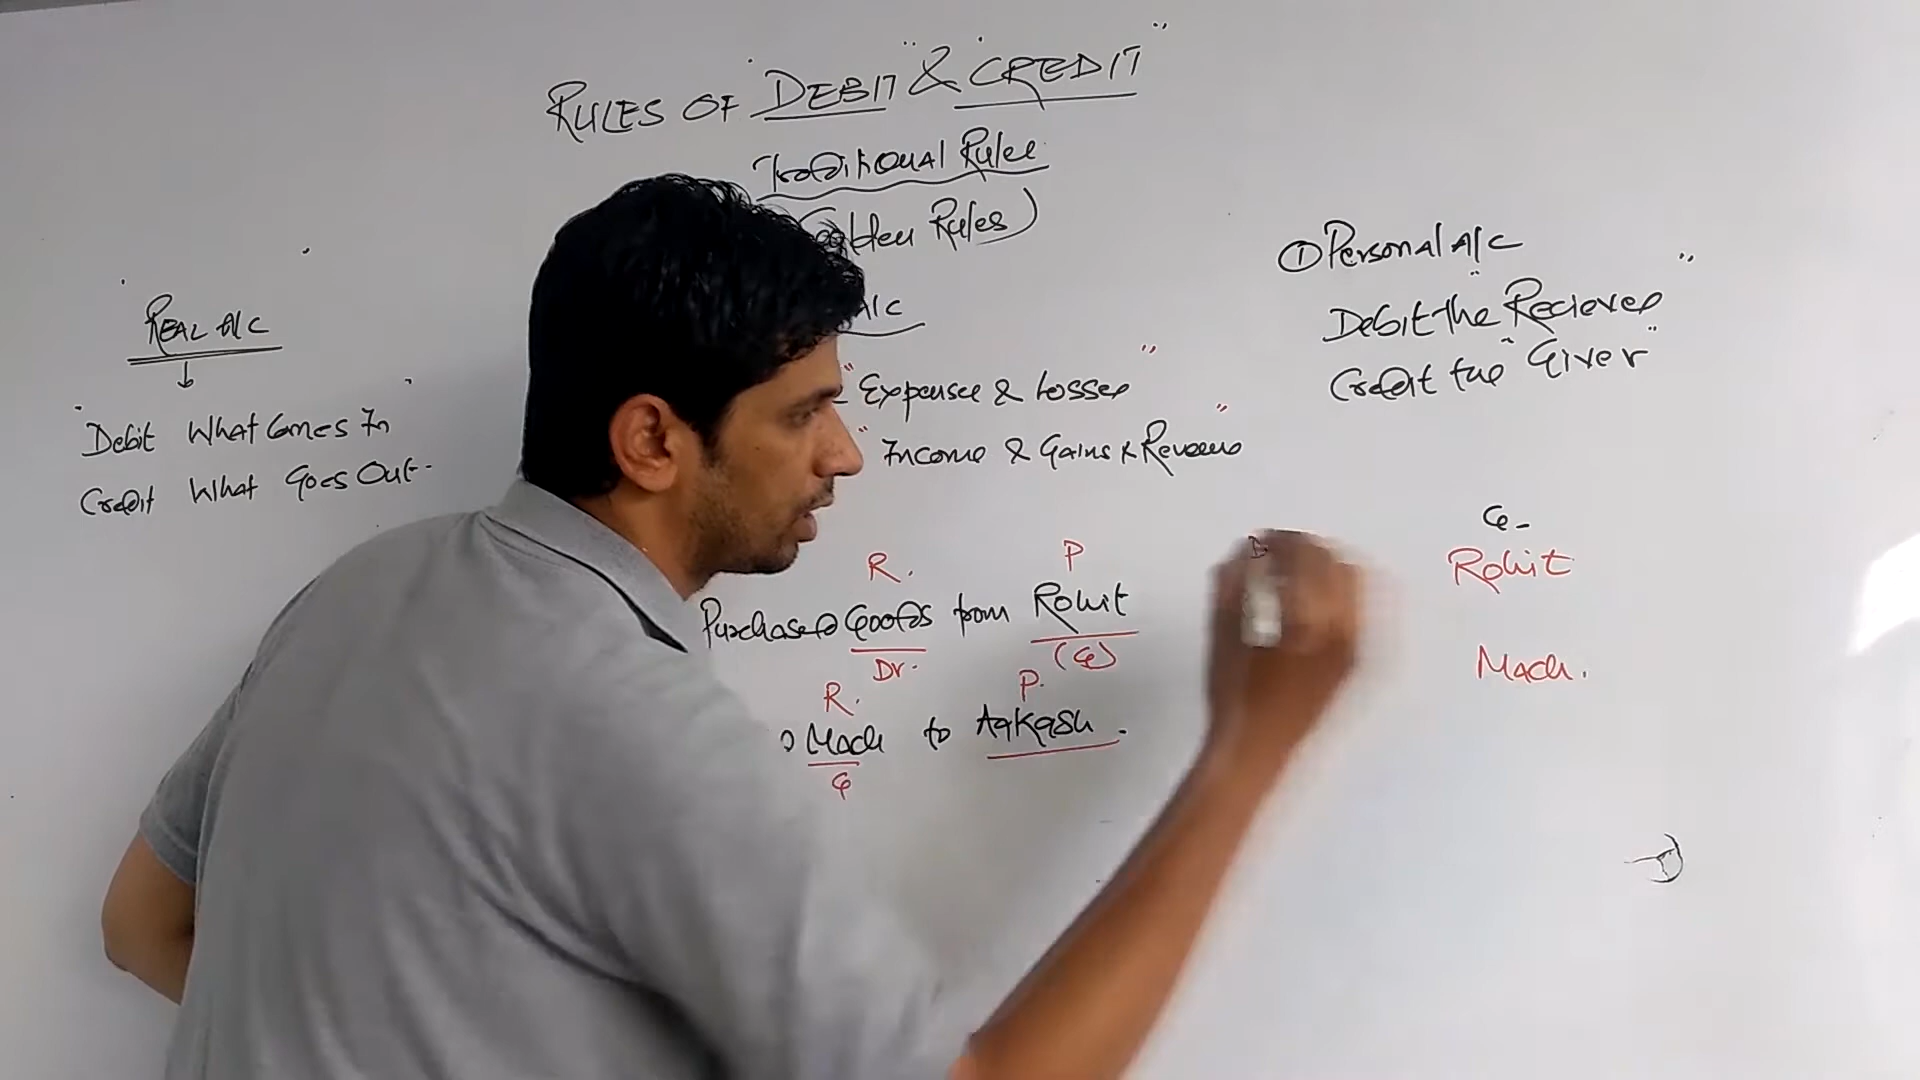 RULES OF "DEBIT" & "CREDIT"
Traditional Rules
Golden Rules)
REAL A/C
"Debit What Comes In
Credit What Goes Out.
A/C
"Expenses & Losses"
"Income & Gains & Revenue"
① Personal A/C
Debit the "Reciever"
Credit the "Giver"
R. P
Purchased Goods from Rohit
Dr. (Cr)
R. P.
Mach to Aakash.
Cr
D
Cr.
Rohit
Mach.